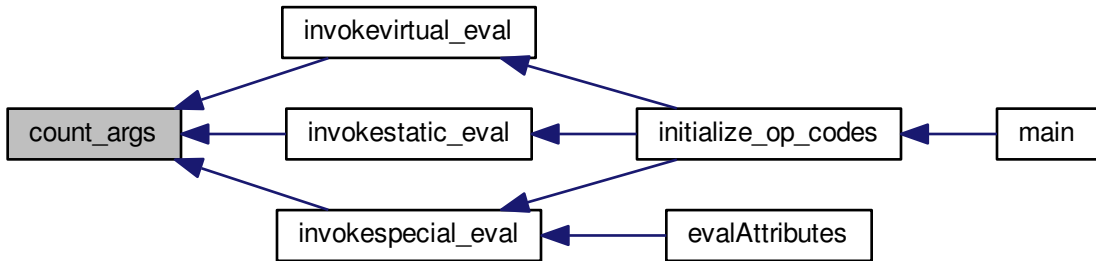 invokevirtual_eval
count_args
invokestatic_eval
initialize_op_codes
main
invokespecial_eval
evalAttributes